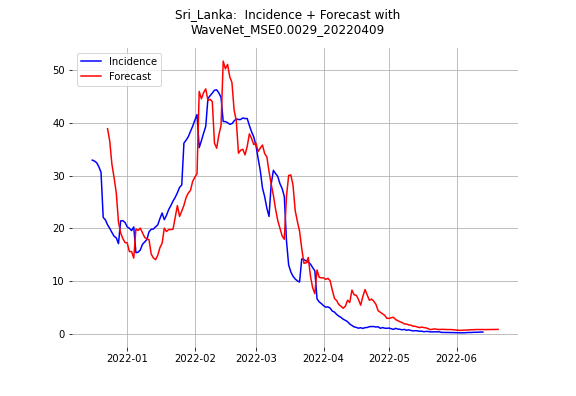 Sri_Lanka:  Incidence + Forecast with
WaveNet_MSE0.0029_20220409
Incidence
Forecast
50
40
30
20
10
0
2022-01 2022-02 2022-03 2022-04 2022-05 2022-06